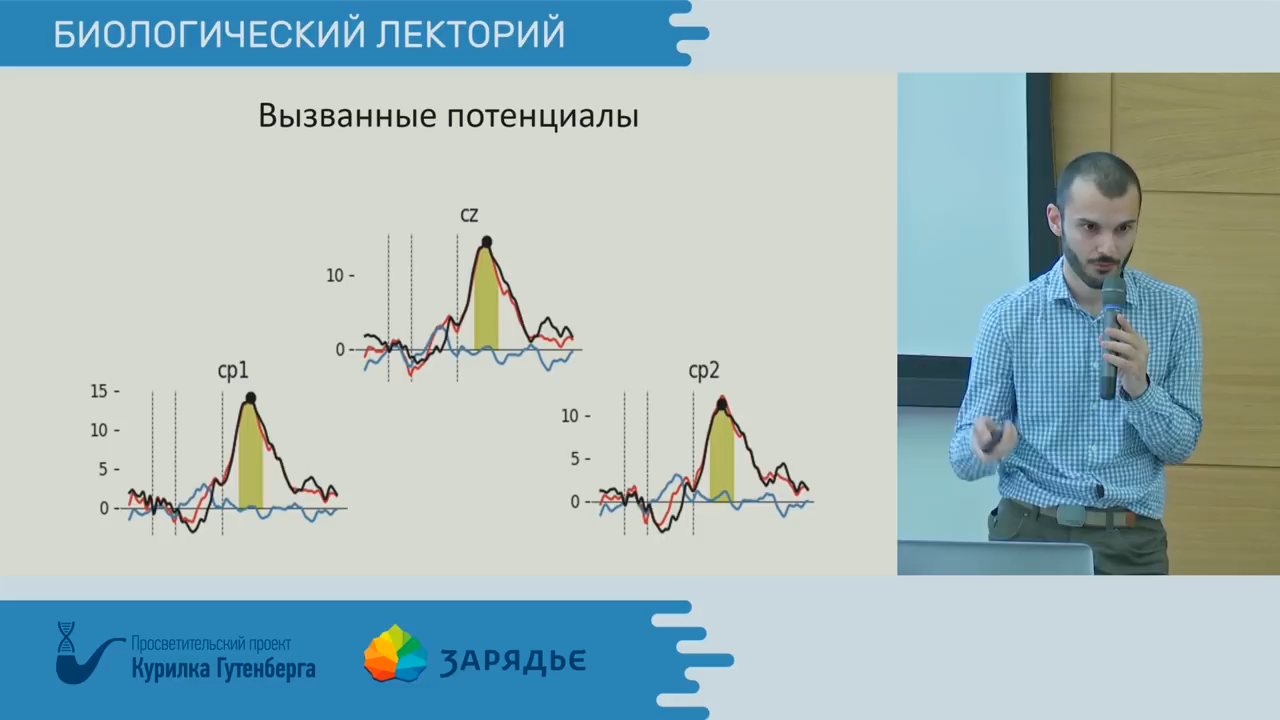 БИОЛОГИЧЕСКИЙ ЛЕКТОРИЙ
Вызванные потенциалы
cz
10 -
0 -
cp1
15 -
10 -
5 -
0 -
cp2
10 -
5 -
0 -
Просветительский проект
Курилка Гутенберга
ЗАРЯДЬЕ